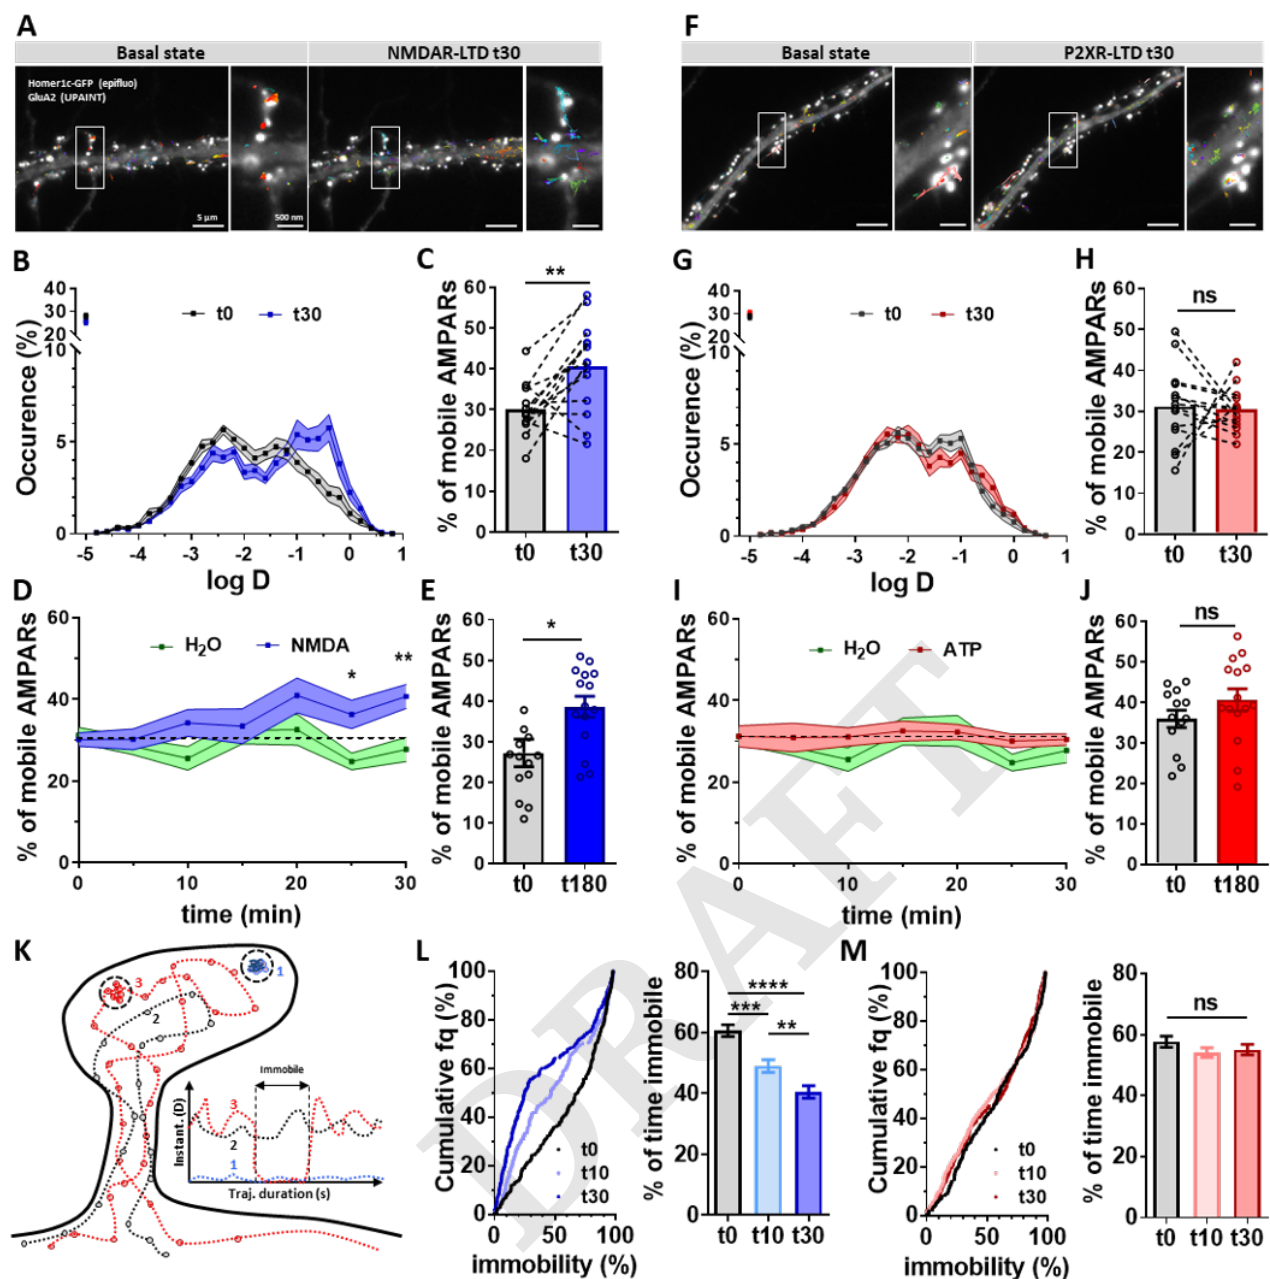 A
Basal state
NMDAR-LTD t30
Homer1c-GFP (epifluo)
GluA2 (UPAINT)
5 µm
500 nm
F
Basal state
P2XR-LTD t30
B
Occurence (%)
40
30
20
10
5
0
t0
t30
-5 -4 -3 -2 -1 0 1
log D
C
% of mobile AMPARs
60
50
40
30
20
10
0
**
t0 t30
G
Occurence (%)
40
30
20
10
5
0
t0
t30
-5 -4 -3 -2 -1 0 1
log D
H
% of mobile AMPARs
60
50
40
30
20
10
0
ns
t0 t30
D
% of mobile AMPARs
60
40
20
0
H₂O
NMDA
*
**
0 10 20 30
time (min)
E
% of mobile AMPARs
60
50
40
30
20
10
0
*
t0 t180
I
% of mobile AMPARs
60
40
20
0
H₂O
ATP
0 10 20 30
time (min)
J
% of mobile AMPARs
60
50
40
30
20
10
0
ns
t0 t180
K
3
1
2
Immobile
Instant. (D)
3
2
1
Traj. duration (s)
L
Cumulative fq (%)
100
80
60
40
20
0
t0
t10
t30
0 50 100
immobility (%)
% of time immobile
80
60
40
20
0
****
***
**
t0 t10 t30
M
Cumulative fq (%)
100
80
60
40
20
0
t0
t10
t30
0 50 100
immobility (%)
% of time immobile
80
60
40
20
0
ns
t0 t10 t30
DRAFT